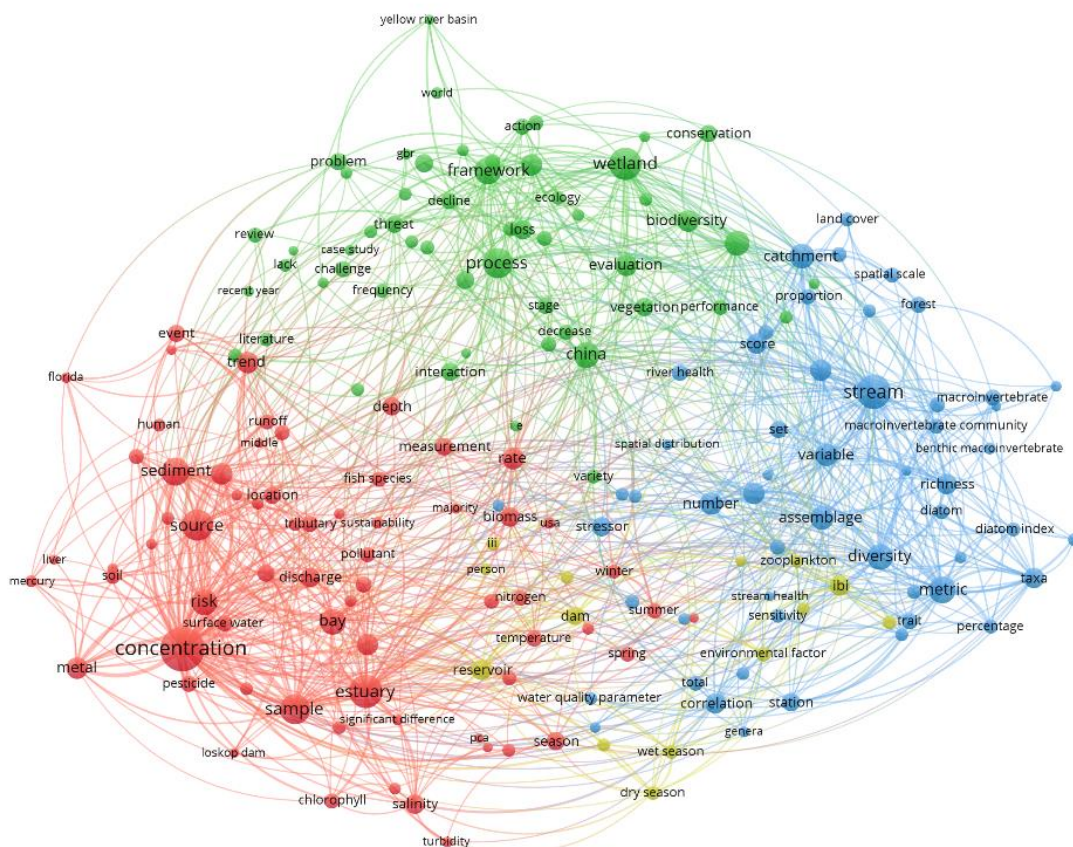 yellow river basin
world
action
conservation
problem
gbr
framework
wetland
ecology
decline
biodiversity
land cover
threat
loss
review
case study
catchment
lack
challenge
process
evaluation
spatial scale
recent year
frequency
proportion
forest
stage
vegetation
performance
event
literature
decrease
score
trend
china
florida
interaction
river health
stream
macroinvertebrate
depth
human
runoff
middle
e
macroinvertebrate community
set
measurement
spatial distribution
benthic macroinvertebrate
rate
variable
sediment
fish species
variety
location
richness
majority
number
biomass
usa
assemblage
diatom
source
tributary
sustainability
stressor
diatom index
iii
liver
pollutant
diversity
zooplankton
mercury
soil
discharge
person
winter
taxa
ibi
metric
risk
nitrogen
stream health
summer
sensitivity
surface water
bay
dam
trait
percentage
temperature
concentration
spring
environmental factor
metal
reservoir
pesticide
estuary
total
water quality parameter
correlation
station
sample
significant difference
genera
pca
season
loskop dam
wet season
dry season
chlorophyll
salinity
turbidity